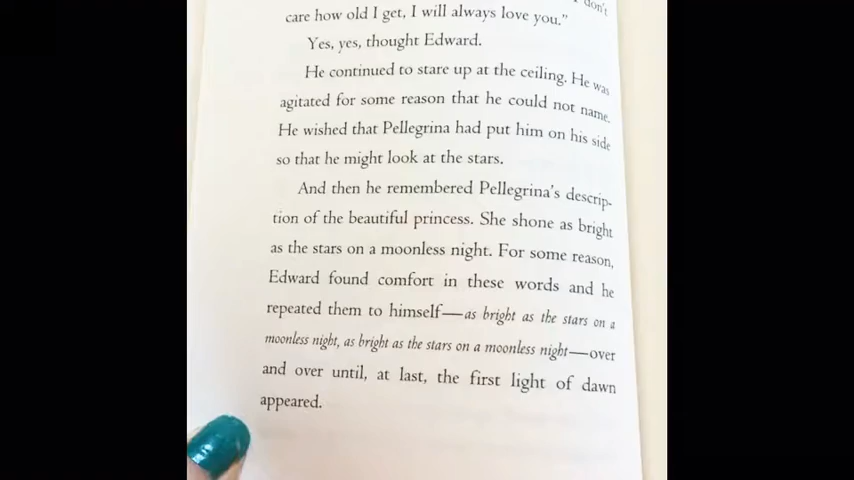 don't
care how old I get, I will always love you."
Yes, yes, thought Edward.
He continued to stare up at the ceiling. He was
agitated for some reason that he could not name.
He wished that Pellegrina had put him on his side
so that he might look at the stars.
And then he remembered Pellegrina's descrip-
tion of the beautiful princess. She shone as bright
as the stars on a moonless night. For some reason,
Edward found comfort in these words and he
repeated them to himself—as bright as the stars on a
moonless night, as bright as the stars on a moonless night—over
and over until, at last, the first light of dawn
appeared.